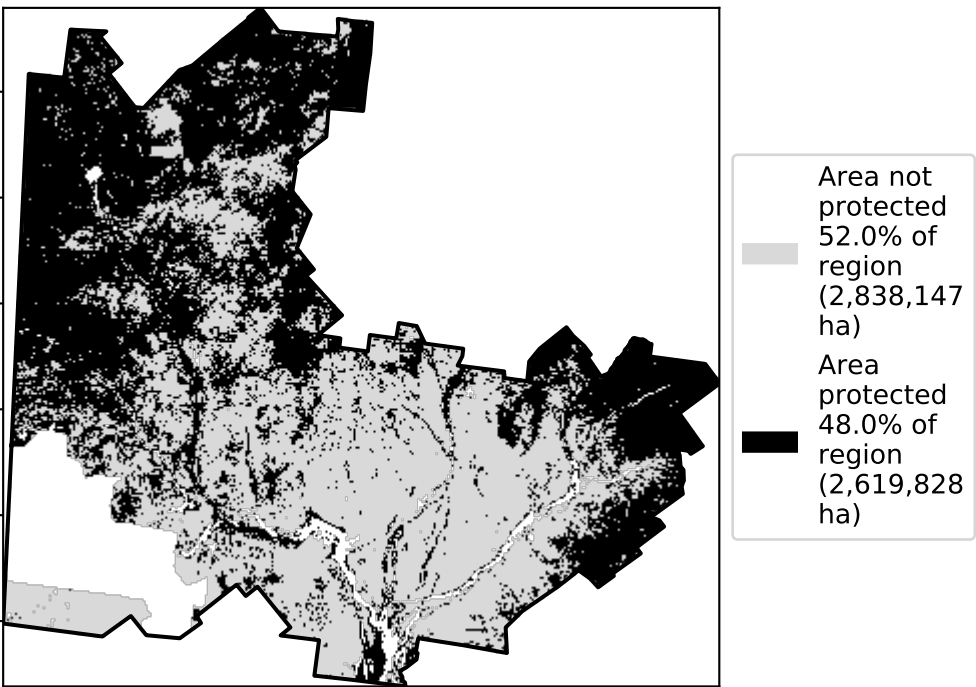 Area not
protected
52.0% of
region
(2,838,147
ha)
Area
protected
48.0% of
region
(2,619,828
ha)